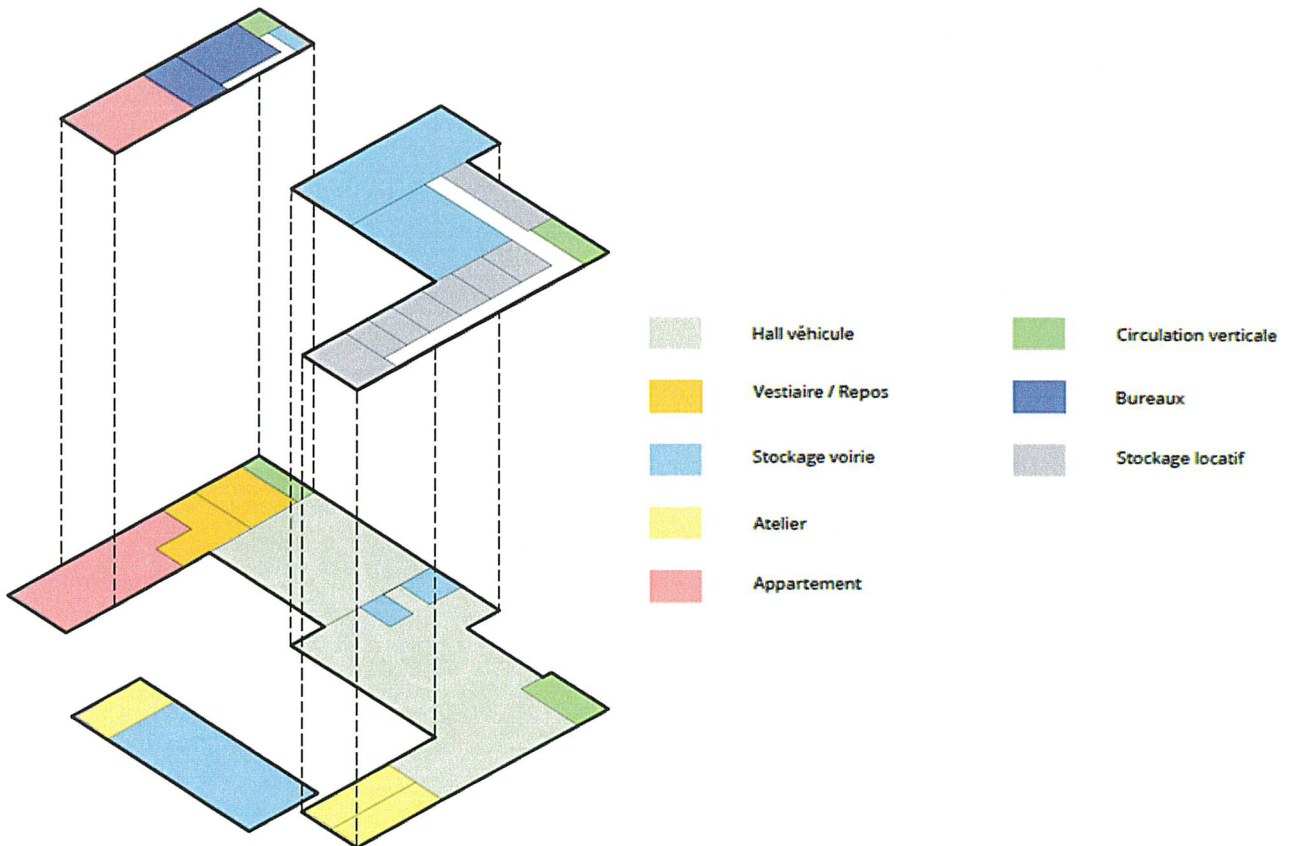 Hall véhicule
Circulation verticale
Vestiaire / Repos
Bureaux
Stockage voirie
Stockage locatif
Atelier
Appartement